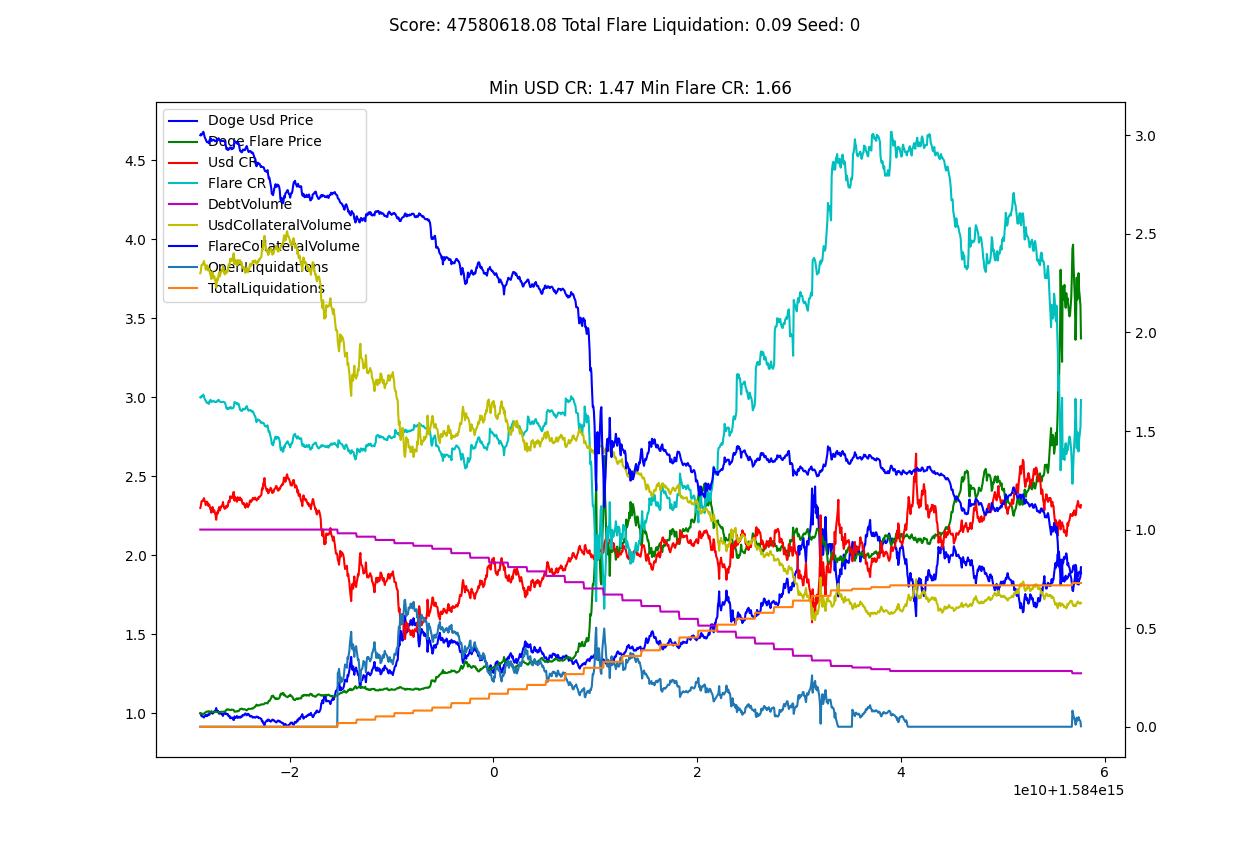 Score: 47580618.08 Total Flare Liquidation: 0.09 Seed: 0
Min USD CR: 1.47 Min Flare CR: 1.66
Doge Usd Price
Doge Flare Price
Usd CR
Flare CR
DebtVolume
UsdCollateralVolume
FlareCollateralVolume
OpenLiquidations
TotalLiquidations
4.5
4.0
3.5
3.0
2.5
2.0
1.5
1.0
3.0
2.5
2.0
1.5
1.0
0.5
0.0
−2
0
2
4
6
1e10+1.584e15